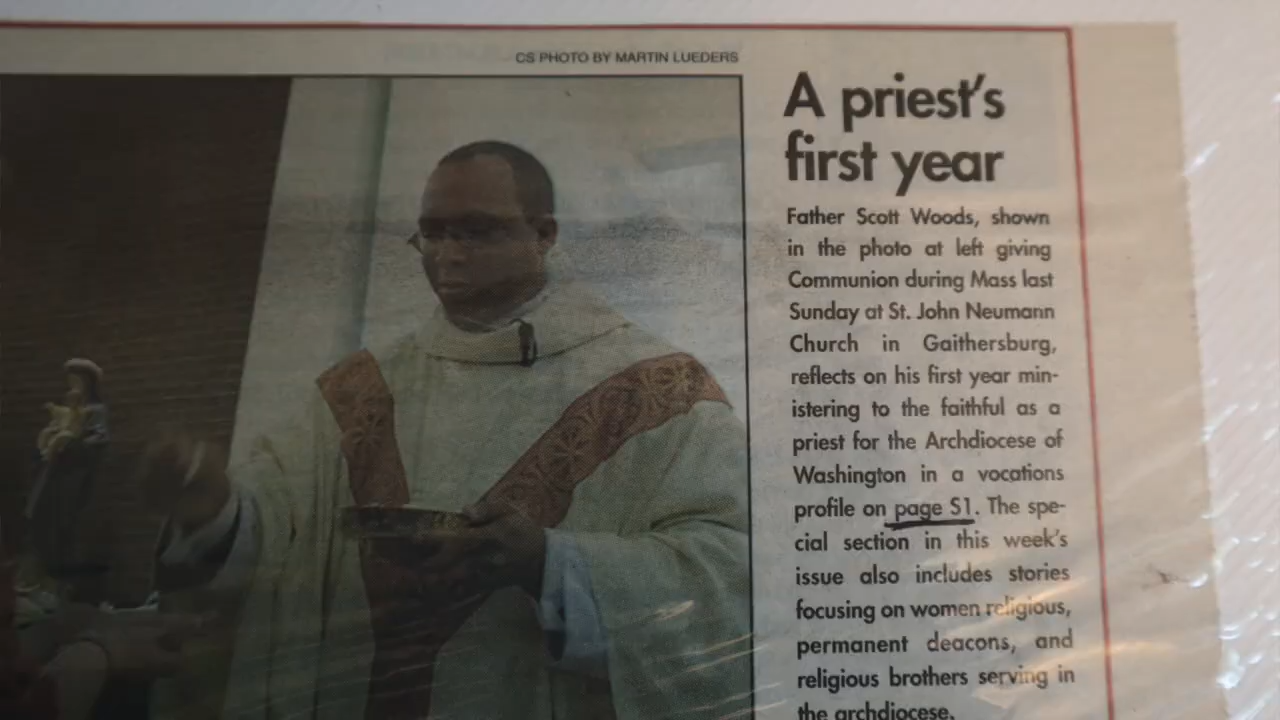 CS PHOTO BY MARTIN LUEDERS
A priest's
first year
Father Scott Woods, shown
in the photo at left giving
Communion during Mass last
Sunday at St. John Neumann
Church in Gaithersburg,
reflects on his first year min-
istering to the faithful as a
priest for the Archdiocese of
Washington in a vocations
profile on page S1. The spe-
cial section in this week's
issue also includes stories
focusing on women religious,
permanent deacons, and
religious brothers serving in
the archdiocese.